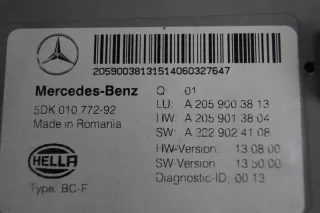 20590038131514060327647
Mercedes-Benz Q: 01
5DK 010 772-92 LU: A 205 900 38 13
Made in Romania HW: A 205 901 38 04
SW: A 222 902 41 08
HELLA HW-Version: 13 08 00
SW-Version: 13 50 00
Type: BC-F Diagnostic-ID: 00 13